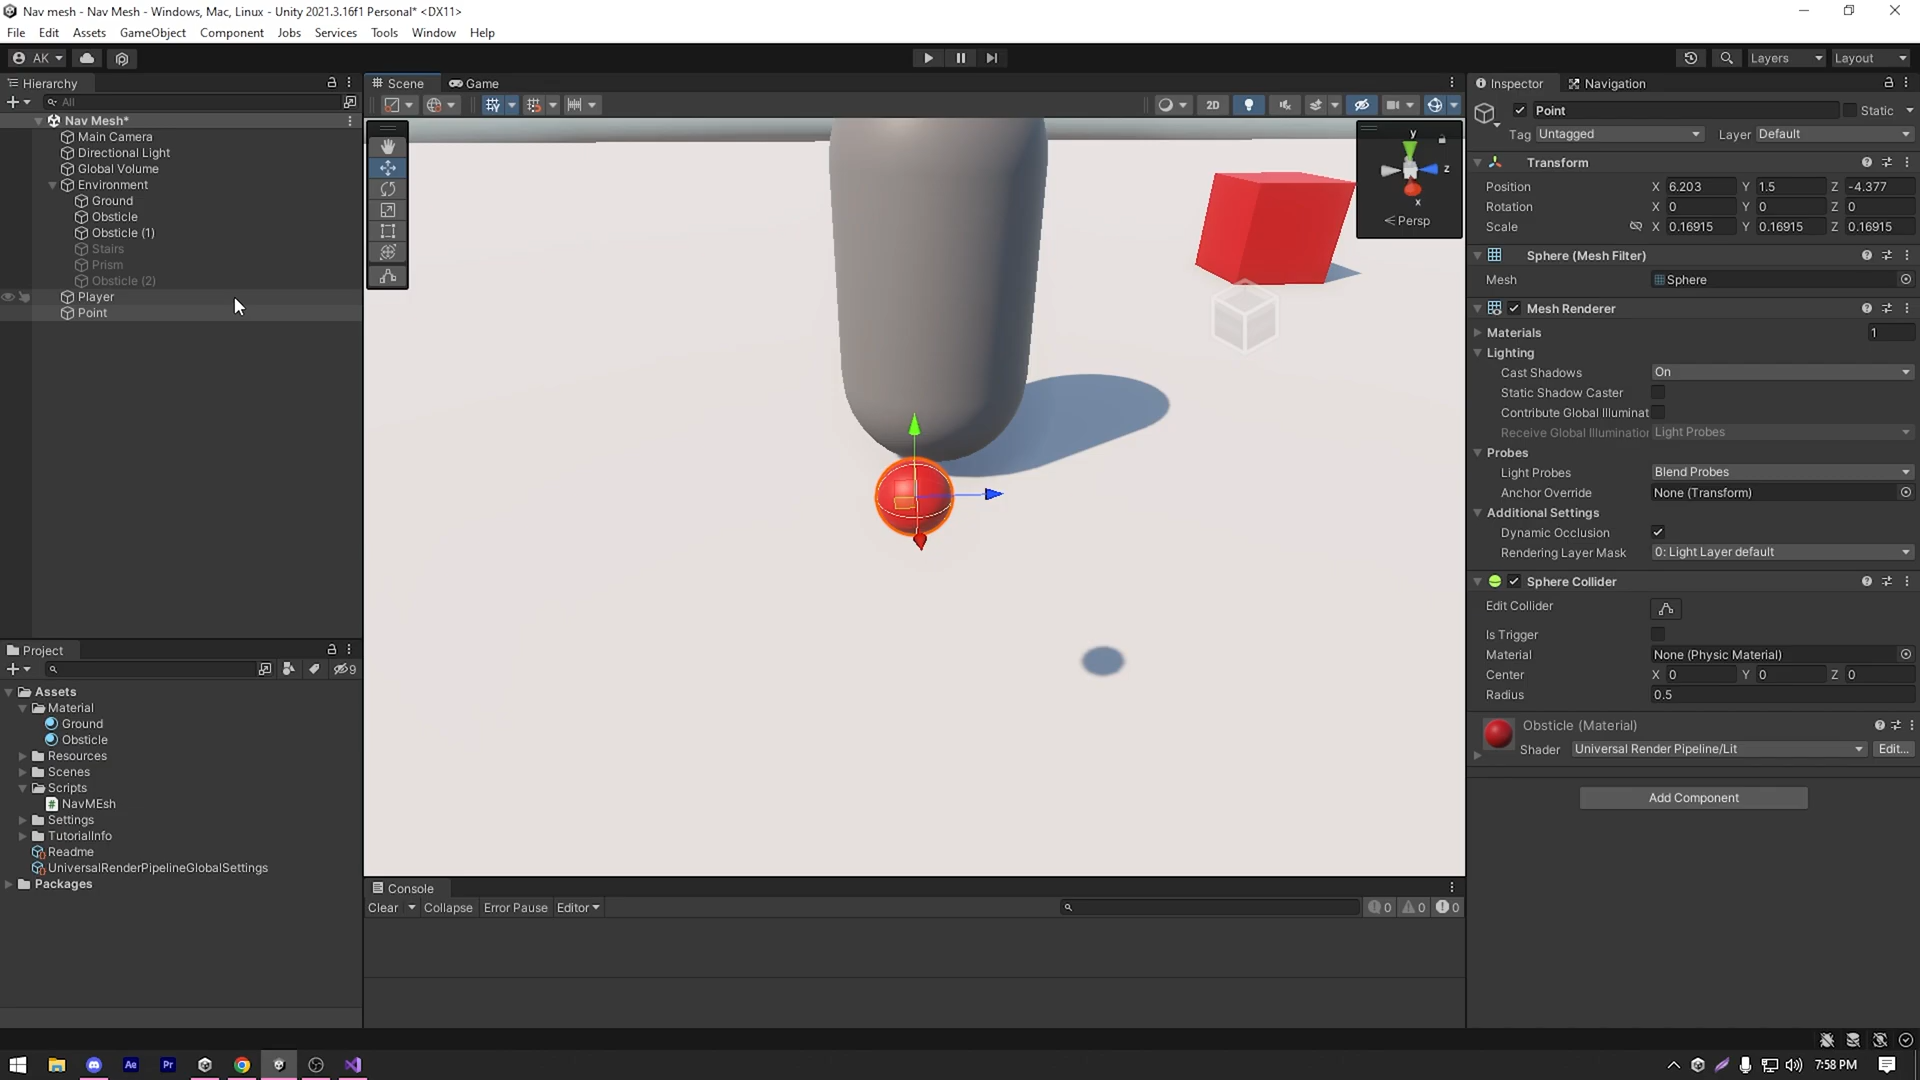 Nav mesh - Nav Mesh - Windows, Mac, Linux - Unity 2021.3.16f1 Personal* <DX11>
File Edit Assets GameObject Component Jobs Services Tools Window Help
AK
Layers Layout
Hierarchy
All
Nav Mesh*
Main Camera
Directional Light
Global Volume
Environment
Ground
Obsticle
Obsticle (1)
Stairs
Prism
Obsticle (2)
Player
Point
Scene Game
2D
y
z
x
Persp
Inspector Navigation
Point Static
Tag Untagged Layer Default
Transform
Position X 6.203 Y 1.5 Z -4.377
Rotation X 0 Y 0 Z 0
Scale X 0.16915 Y 0.16915 Z 0.16915
Sphere (Mesh Filter)
Mesh Sphere
Mesh Renderer
Materials 1
Lighting
Cast Shadows On
Static Shadow Caster
Contribute Global Illuminat
Receive Global Illumination Light Probes
Probes
Light Probes Blend Probes
Anchor Override None (Transform)
Additional Settings
Dynamic Occlusion
Rendering Layer Mask 0: Light Layer default
Sphere Collider
Edit Collider
Is Trigger
Material None (Physic Material)
Center X 0 Y 0 Z 0
Radius 0.5
Obsticle (Material)
Shader Universal Render Pipeline/Lit Edit...
Add Component
Project
9
Assets
Material
Ground
Obsticle
Resources
Scenes
Scripts
NavMEsh
Settings
TutorialInfo
Readme
UniversalRenderPipelineGlobalSettings
Packages
Console
Clear Collapse Error Pause Editor
0 0 0
Ae Pr
7:58 PM